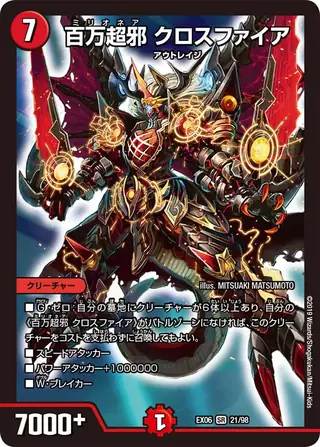 ミリオネア
7 百万超邪 クロスファイア
アウトレイジ
クリーチャー
illus. MITSUAKI MATSUMOTO
■G・ゼロ:自分の墓地にクリーチャーが6体以上あり、自分の
《百万超邪 クロスファイア》がバトルゾーンになければ、このクリー
チャーをコストを支払わずに召喚してもよい。
■スピードアタッカー
■パワーアタッカー+1000000
■W・ブレイカー
7000+
EX06 SR 21/98
©2019 Wizards/Shogakukan/Mitsui-Kids